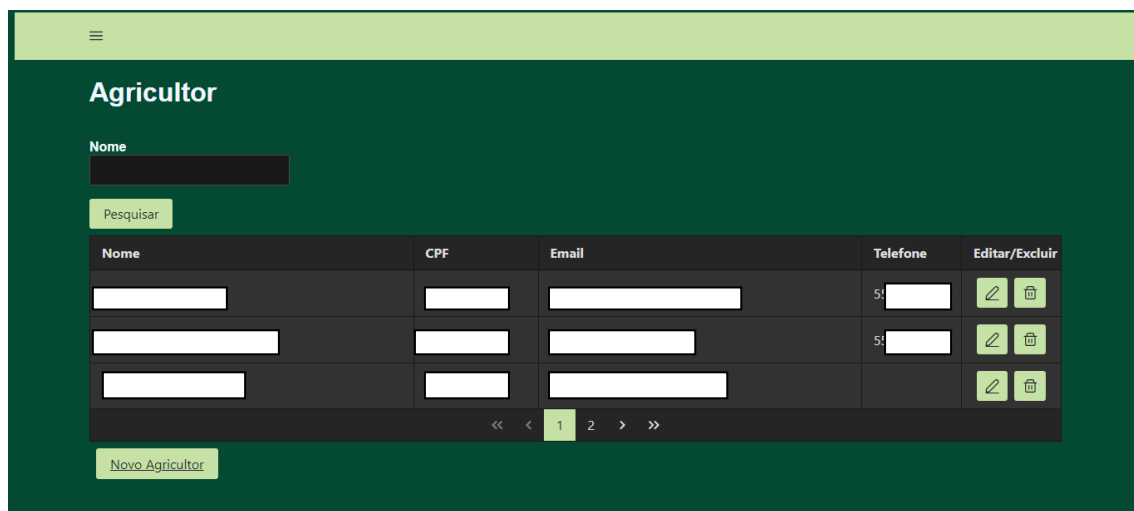 Agricultor
Nome
Pesquisar
Nome CPF Email Telefone Editar/Excluir
1 2
Novo Agricultor